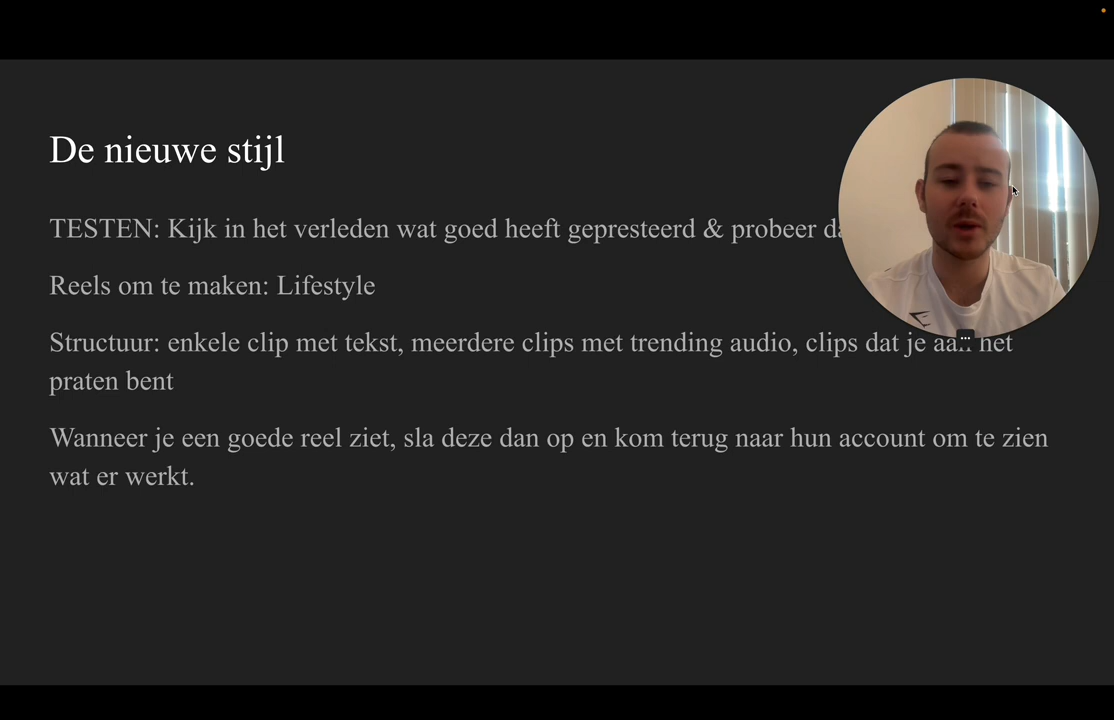 De nieuwe stijl
TESTEN: Kijk in het verleden wat goed heeft gepresteerd & probeer
Reels om te maken: Lifestyle
Structuur: enkele clip met tekst, meerdere clips met trending audio, clips dat je aan het
praten bent
Wanneer je een goede reel ziet, sla deze dan op en kom terug naar hun account om te zien
wat er werkt.